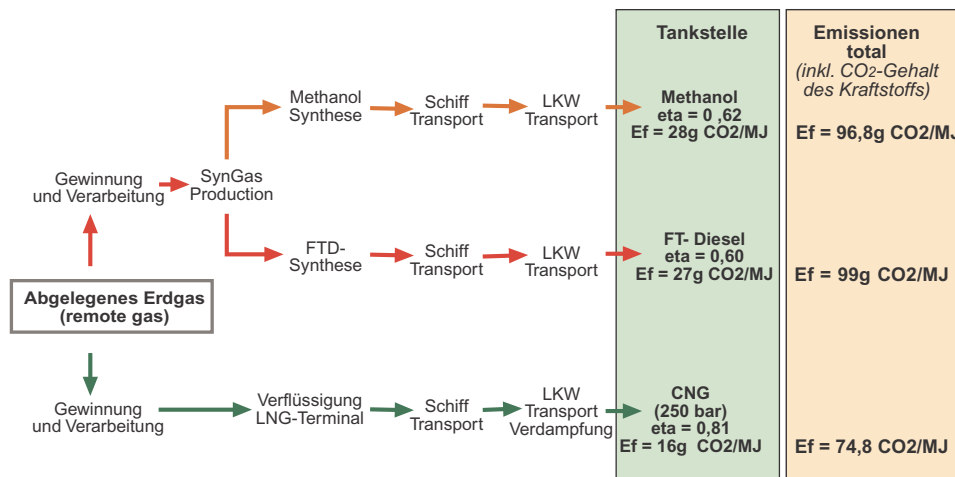 Tankstelle
Emissionen
total
(inkl. CO2-Gehalt
des Kraftstoffs)
Methanol
Synthese
Schiff
Transport
LKW
Transport
Methanol
eta = 0 ,62
Ef = 28g CO2/MJ
Ef = 96,8g CO2/MJ
Gewinnung
und Verarbeitung
SynGas
Production
FTD-
Synthese
Schiff
Transport
LKW
Transport
FT- Diesel
eta = 0,60
Ef = 27g CO2/MJ
Ef = 99g CO2/MJ
Abgelegenes Erdgas
(remote gas)
Gewinnung
und Verarbeitung
Verflüssigung
LNG-Terminal
Schiff
Transport
LKW
Transport
Verdampfung
CNG
(250 bar)
eta = 0,81
Ef = 16g CO2/MJ
Ef = 74,8 CO2/MJ